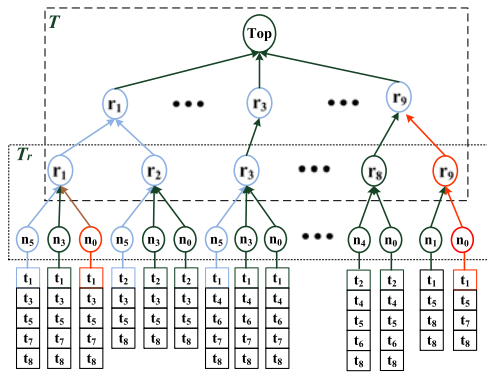 T
Top
r₁ ••• r₃ ••• r₉
Tᵣ
r₁ r₂ r₃ ••• r₈ r₉
n₅ n₃ n₀ n₅ n₃ n₀ n₅ n₃ n₀ ••• n₄ n₀ n₁ n₀
t₁ t₁ t₁ t₂ t₂ t₂ t₁ t₁ t₁ t₂ t₂ t₁ t₁
t₃ t₃ t₃ t₃ t₃ t₃ t₄ t₄ t₄ t₄ t₄ t₅ t₅
t₅ t₅ t₅ t₅ t₅ t₅ t₆ t₆ t₆ t₅ t₅ t₇
t₇ t₇ t₇ t₈ t₈ t₈ t₇ t₇ t₇ t₆ t₆ t₈ t₈
t₈ t₈ t₈ t₈ t₈ t₈ t₈ t₈